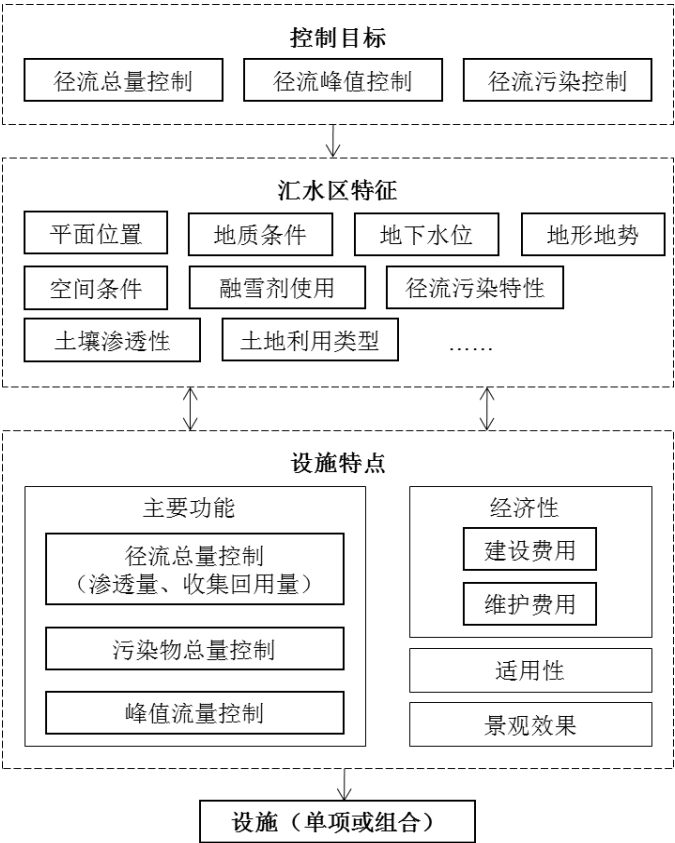 控制目标
径流总量控制 径流峰值控制 径流污染控制
汇水区特征
平面位置 地质条件 地下水位 地形地势
空间条件 融雪剂使用 径流污染特性
土壤渗透性 土地利用类型 ……
设施特点
主要功能
径流总量控制
（渗透量、收集回用量）
污染物总量控制
峰值流量控制
经济性
建设费用
维护费用
适用性
景观效果
设施（单项或组合）